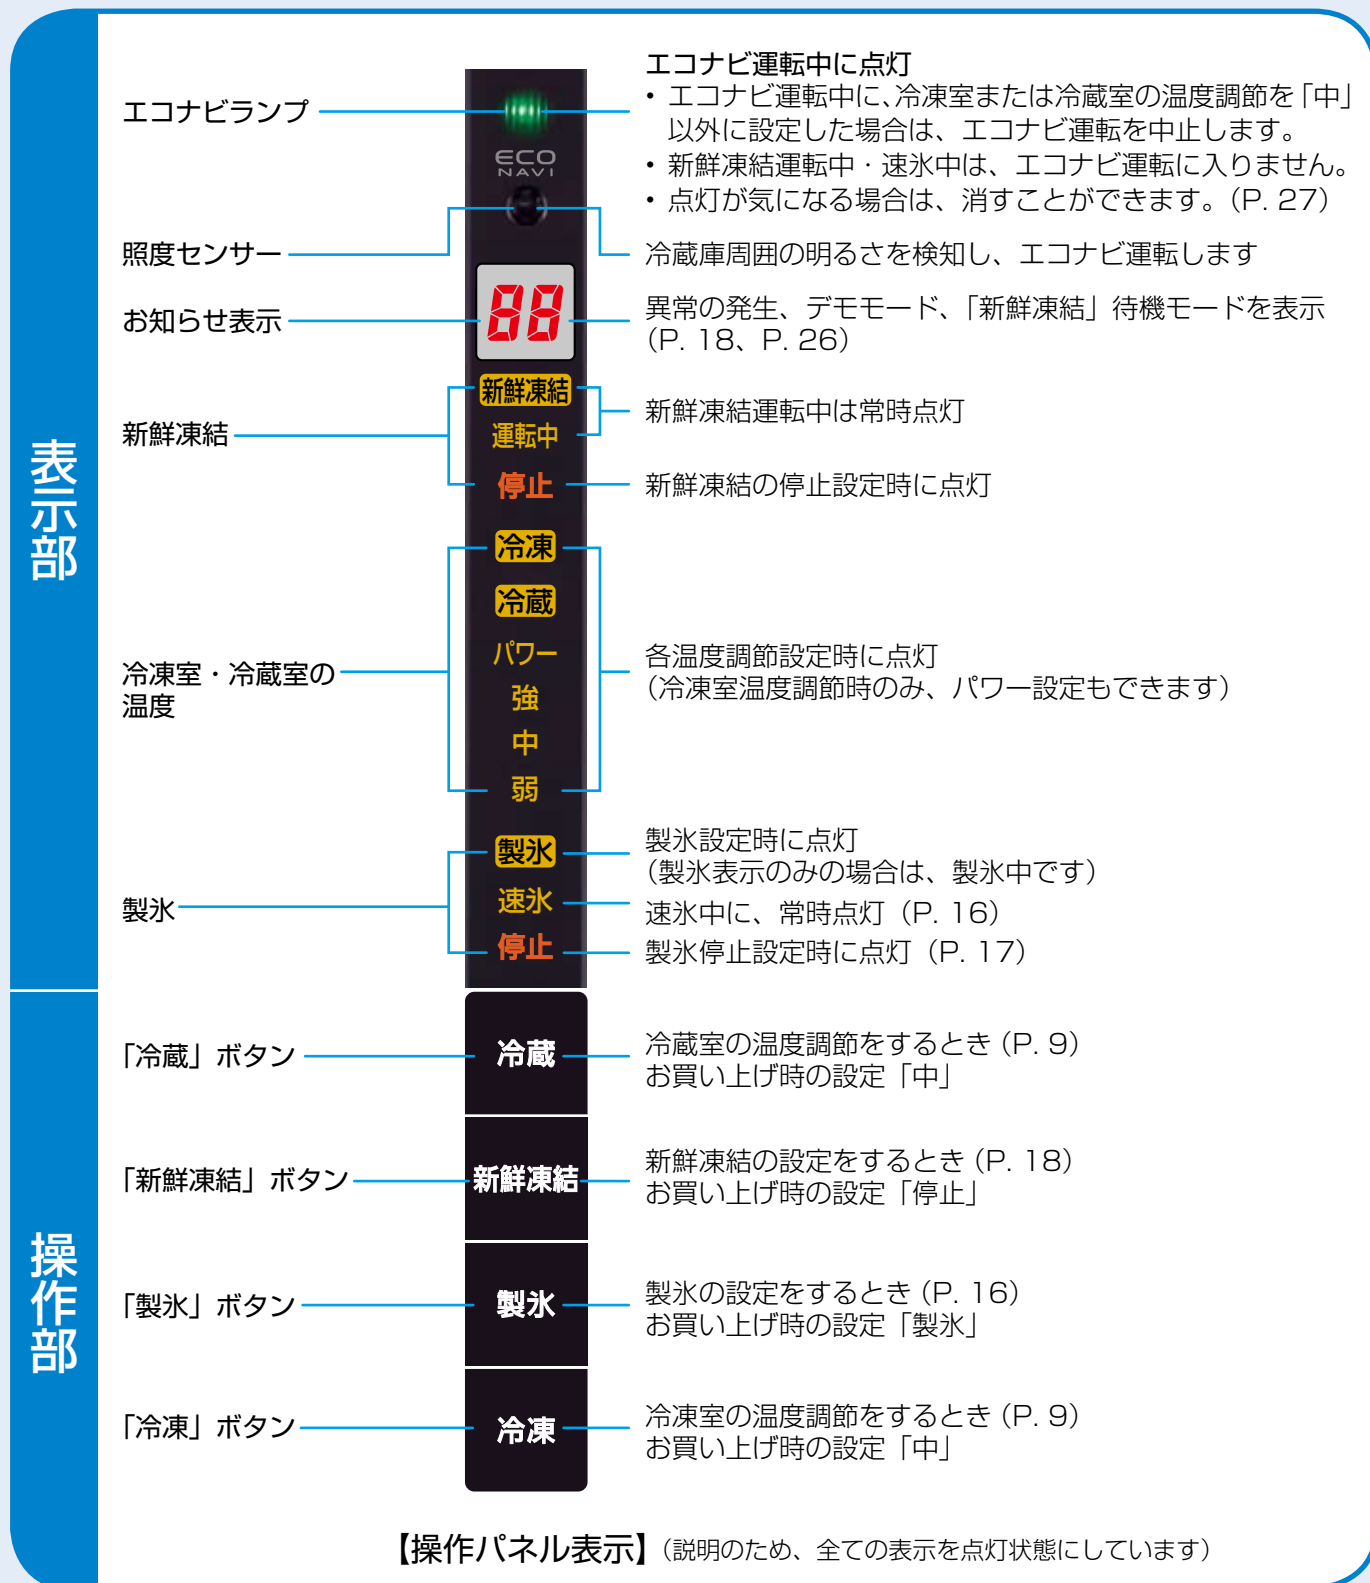 表示部
エコナビランプ
ECO
NAVI
エコナビ運転中に点灯
• エコナビ運転中に、冷凍室または冷蔵室の温度調節を「中」
以外に設定した場合は、エコナビ運転を中止します。
• 新鮮凍結運転中・速氷中は、エコナビ運転に入りません。
• 点灯が気になる場合は、消すことができます。(P. 27)
照度センサー
冷蔵庫周囲の明るさを検知し、エコナビ運転します
お知らせ表示
88
異常の発生、デモモード、「新鮮凍結」待機モードを表示
(P. 18、P. 26)
新鮮凍結
新鮮凍結
運転中
新鮮凍結運転中は常時点灯
停止
新鮮凍結の停止設定時に点灯
冷凍室・冷蔵室の
温度
冷凍
冷蔵
パワー
強
中
弱
各温度調節設定時に点灯
(冷凍室温度調節時のみ、パワー設定もできます)
製氷
製氷
製氷設定時に点灯
(製氷表示のみの場合は、製氷中です)
速氷
速氷中に、常時点灯(P. 16)
停止
製氷停止設定時に点灯(P. 17)
操作部
「冷蔵」ボタン
冷蔵
冷蔵室の温度調節をするとき(P. 9)
お買い上げ時の設定「中」
「新鮮凍結」ボタン
新鮮凍結
新鮮凍結の設定をするとき(P. 18)
お買い上げ時の設定「停止」
「製氷」ボタン
製氷
製氷の設定をするとき(P. 16)
お買い上げ時の設定「製氷」
「冷凍」ボタン
冷凍
冷凍室の温度調節をするとき(P. 9)
お買い上げ時の設定「中」
【操作パネル表示】(説明のため、全ての表示を点灯状態にしています)